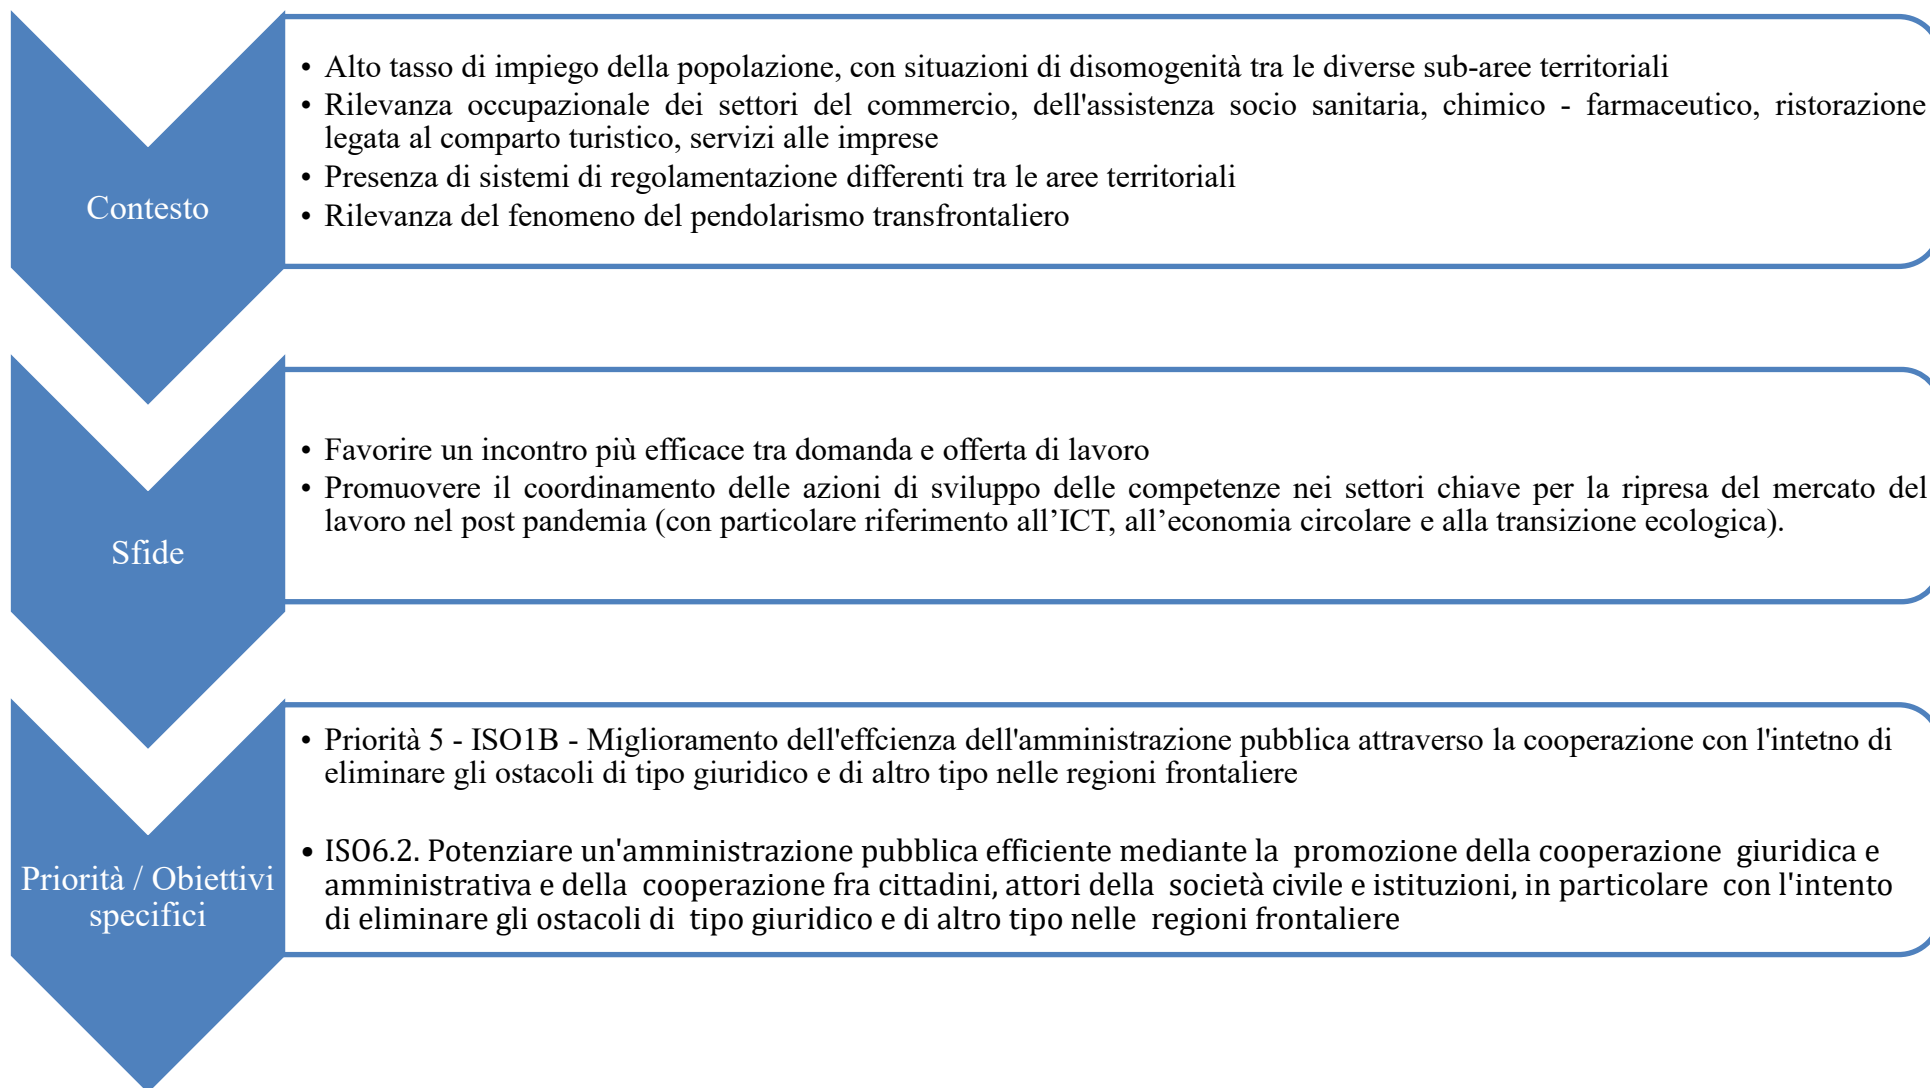 Contesto
• Alto tasso di impiego della popolazione, con situazioni di disomogenità tra le diverse sub-aree territoriali
• Rilevanza occupazionale dei settori del commercio, dell'assistenza socio sanitaria, chimico - farmaceutico, ristorazione
legata al comparto turistico, servizi alle imprese
• Presenza di sistemi di regolamentazione differenti tra le aree territoriali
• Rilevanza del fenomeno del pendolarismo transfrontaliero
Sfide
• Favorire un incontro più efficace tra domanda e offerta di lavoro
• Promuovere il coordinamento delle azioni di sviluppo delle competenze nei settori chiave per la ripresa del mercato del
lavoro nel post pandemia (con particolare riferimento all’ICT, all’economia circolare e alla transizione ecologica).
Priorità / Obiettivi
specifici
• Priorità 5 - ISO1B - Miglioramento dell'effcienza dell'amministrazione pubblica attraverso la cooperazione con l'intetno di
eliminare gli ostacoli di tipo giuridico e di altro tipo nelle regioni frontaliere
• ISO6.2. Potenziare un'amministrazione pubblica efficiente mediante la promozione della cooperazione giuridica e
amministrativa e della cooperazione fra cittadini, attori della società civile e istituzioni, in particolare con l'intento
di eliminare gli ostacoli di tipo giuridico e di altro tipo nelle regioni frontaliere